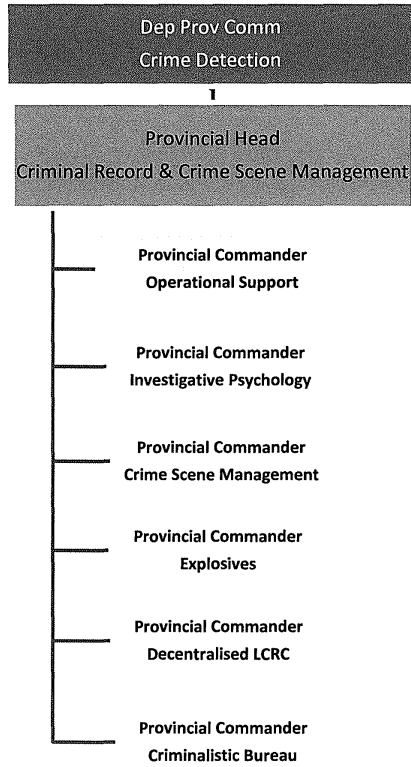 Dep Prov Comm
Crime Detection
Provincial Head
Criminal Record & Crime Scene Management
Provincial Commander
Operational Support
Provincial Commander
Investigative Psychology
Provincial Commander
Crime Scene Management
Provincial Commander
Explosives
Provincial Commander
Decentralised LCRC
Provincial Commander
Criminalistic Bureau